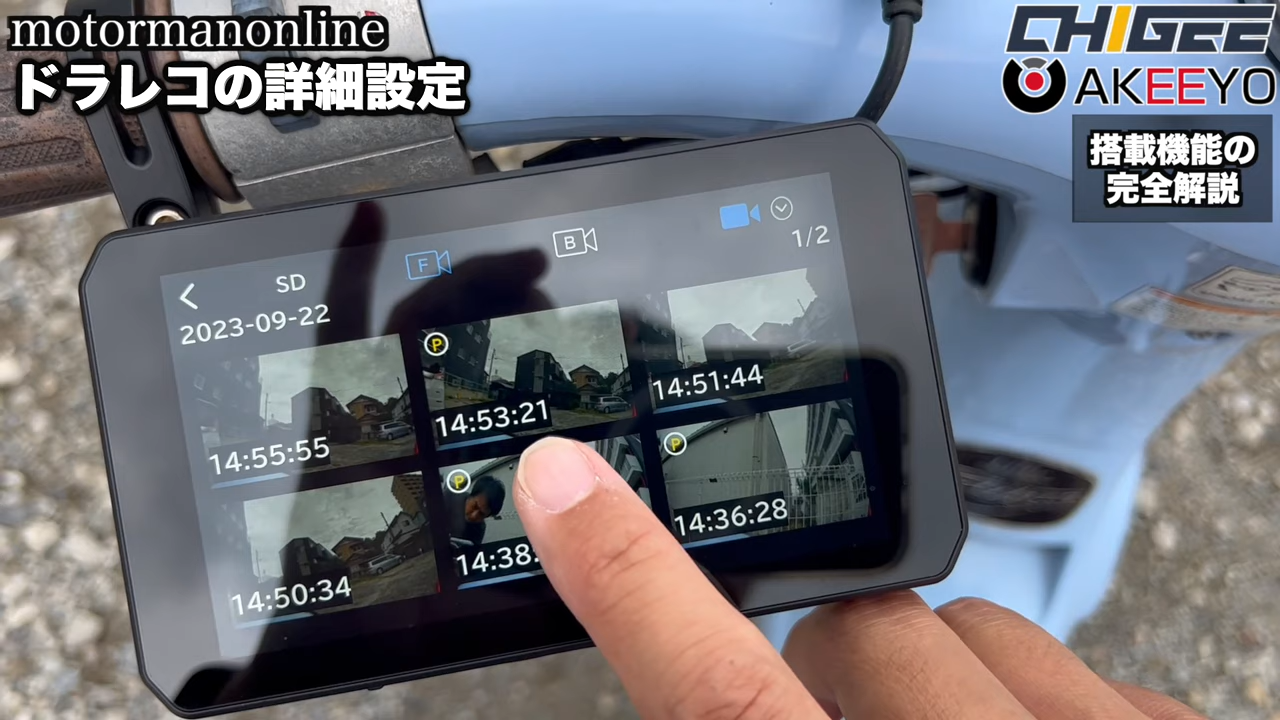 motormanonline
ドラレコの詳細設定
CHIGEE
AKEEYO
搭載機能の
完全解説
F
B
1/2
SD
2023-09-22
P
14:55:55
14:53:21
14:51:44
P
P
14:50:34
14:38
14:36:28